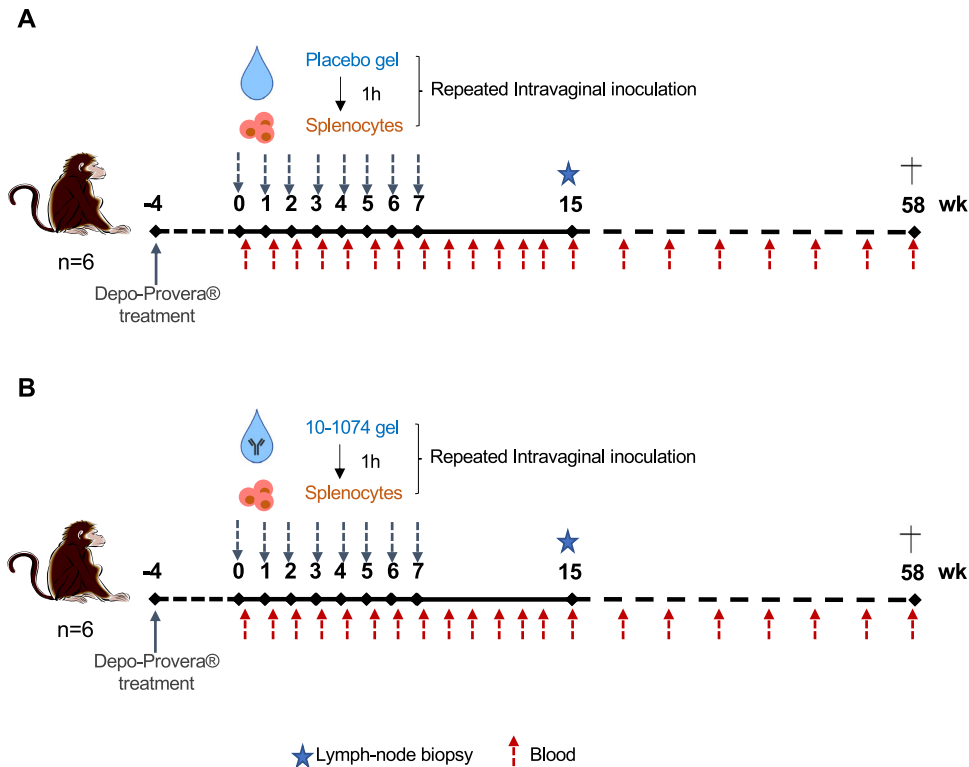 A
Placebo gel
1h
Repeated Intravaginal inoculation
Splenocytes
-4 0 1 2 3 4 5 6 7 15 58 wk
n=6
Depo-Provera®
treatment
B
10-1074 gel
1h
Repeated Intravaginal inoculation
Splenocytes
-4 0 1 2 3 4 5 6 7 15 58 wk
n=6
Depo-Provera®
treatment
Lymph-node biopsy Blood